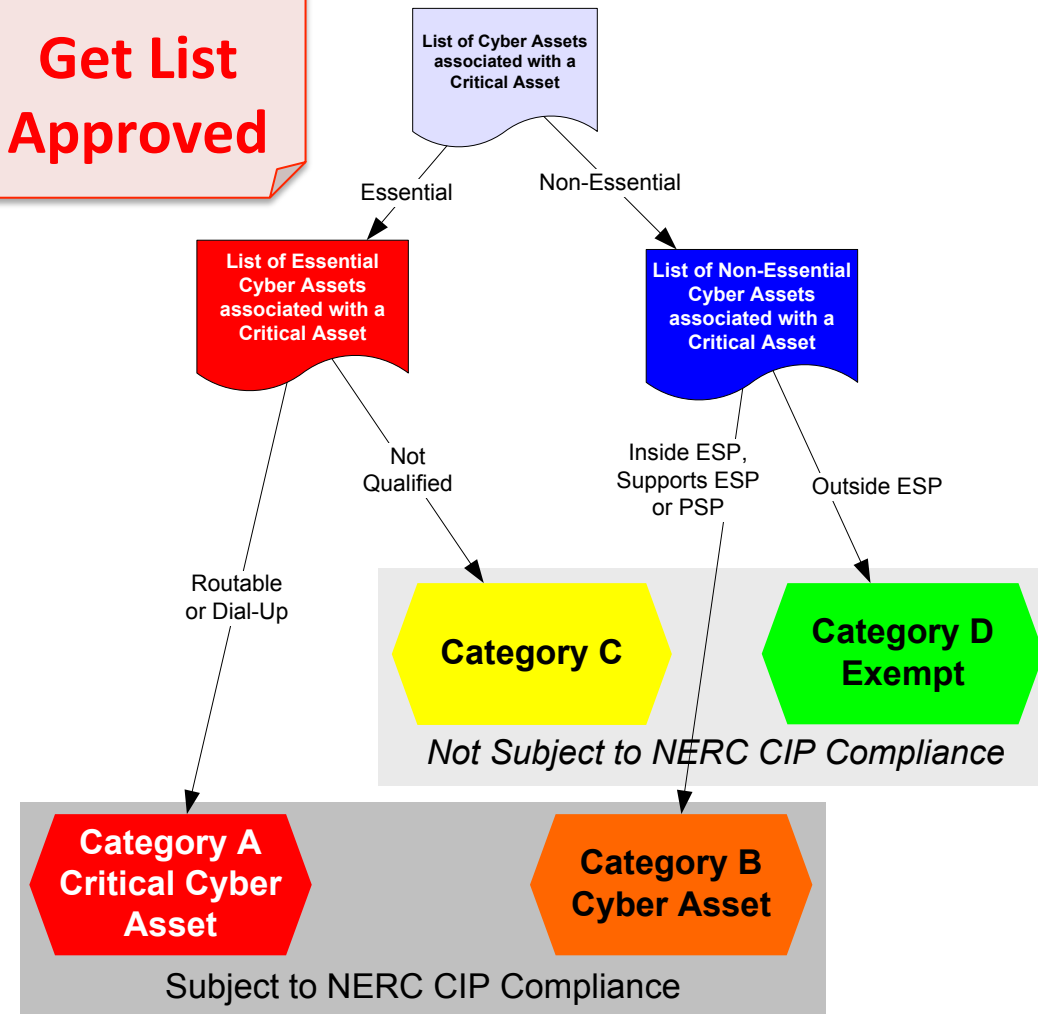 Get List
Approved
List of Cyber Assets
associated with a
Critical Asset
Essential
Non-Essential
List of Essential
Cyber Assets
associated with a
Critical Asset
List of Non-Essential
Cyber Assets
associated with a
Critical Asset
Not
Qualified
Inside ESP,
Supports ESP
or PSP
Outside ESP
Routable
or Dial-Up
Category C
Category D
Exempt
Not Subject to NERC CIP Compliance
Category A
Critical Cyber
Asset
Category B
Cyber Asset
Subject to NERC CIP Compliance